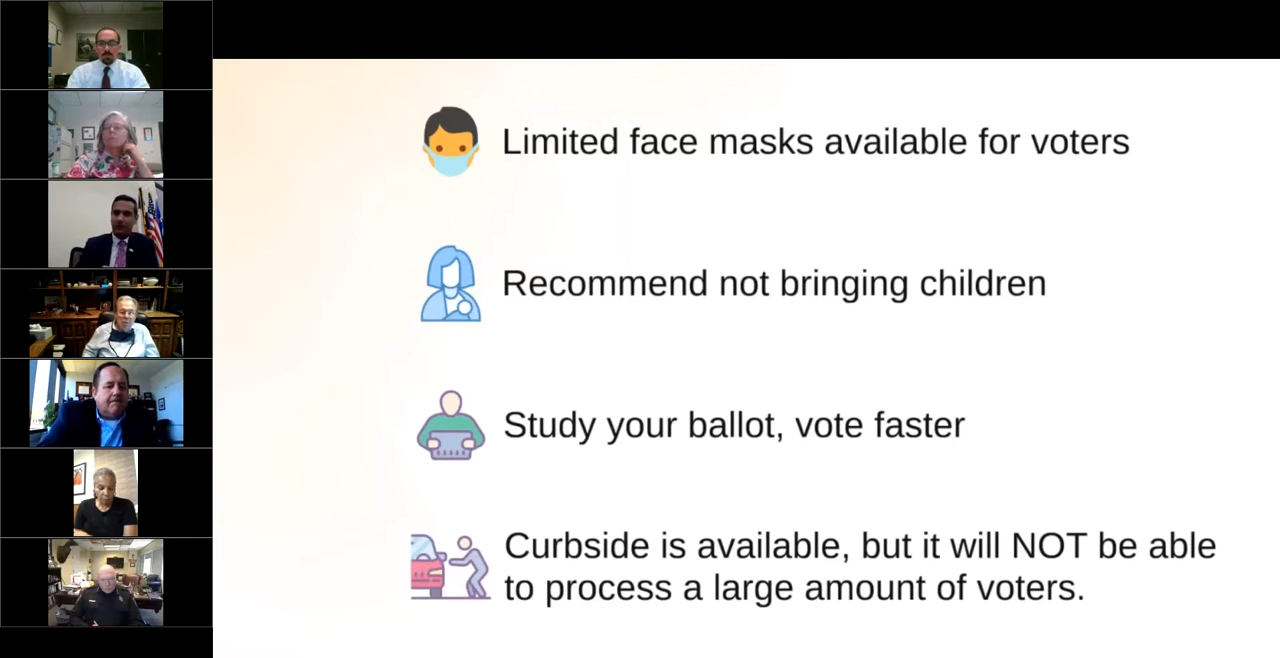 Limited face masks available for voters
Recommend not bringing children
Study your ballot, vote faster
Curbside is available, but it will NOT be able
to process a large amount of voters.